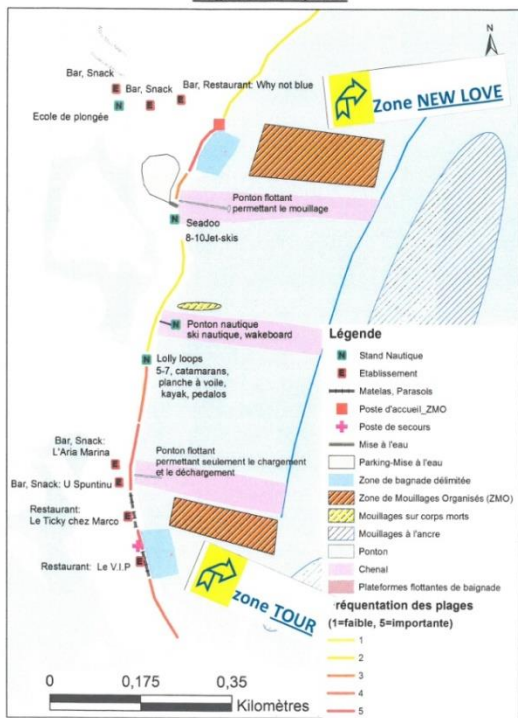 N
Bar, Snack
Bar, Snack
Bar, Restaurant: Why not blue
E
E
E
N
Ecole de plongée
Zone NEW LOVE
Ponton flottant
permettant le mouillage
N
Seadoo
8-10Jet-skis
N
Ponton nautique
ski nautique, wakeboard
N
Lolly loops
5-7, catamarans,
planche à voile,
kayak, pedalos
Bar, Snack:
L'Aria Marina
E
Ponton flottant
permettant seulement le chargement
et le déchargement
Bar, Snack: U Spuntinu
E
Restaurant:
Le Ticky chez Marco
E
Restaurant: Le V.I.P
E
zone TOUR
Légende
N Stand Nautique
E Etablissement
Matelas, Parasols
Poste d'accueil_ZMO
Poste de secours
Mise à l'eau
Parking-Mise à l'eau
Zone de bagnade délimitée
Zone de Mouillages Organisés (ZMO)
Mouillages sur corps morts
Mouillages à l'ancre
Ponton
Chenal
Plateformes flottantes de baignade
réquentation des plages
(1=faible, 5=importante)
1
2
3
4
5
0 0,175 0,35
Kilomètres